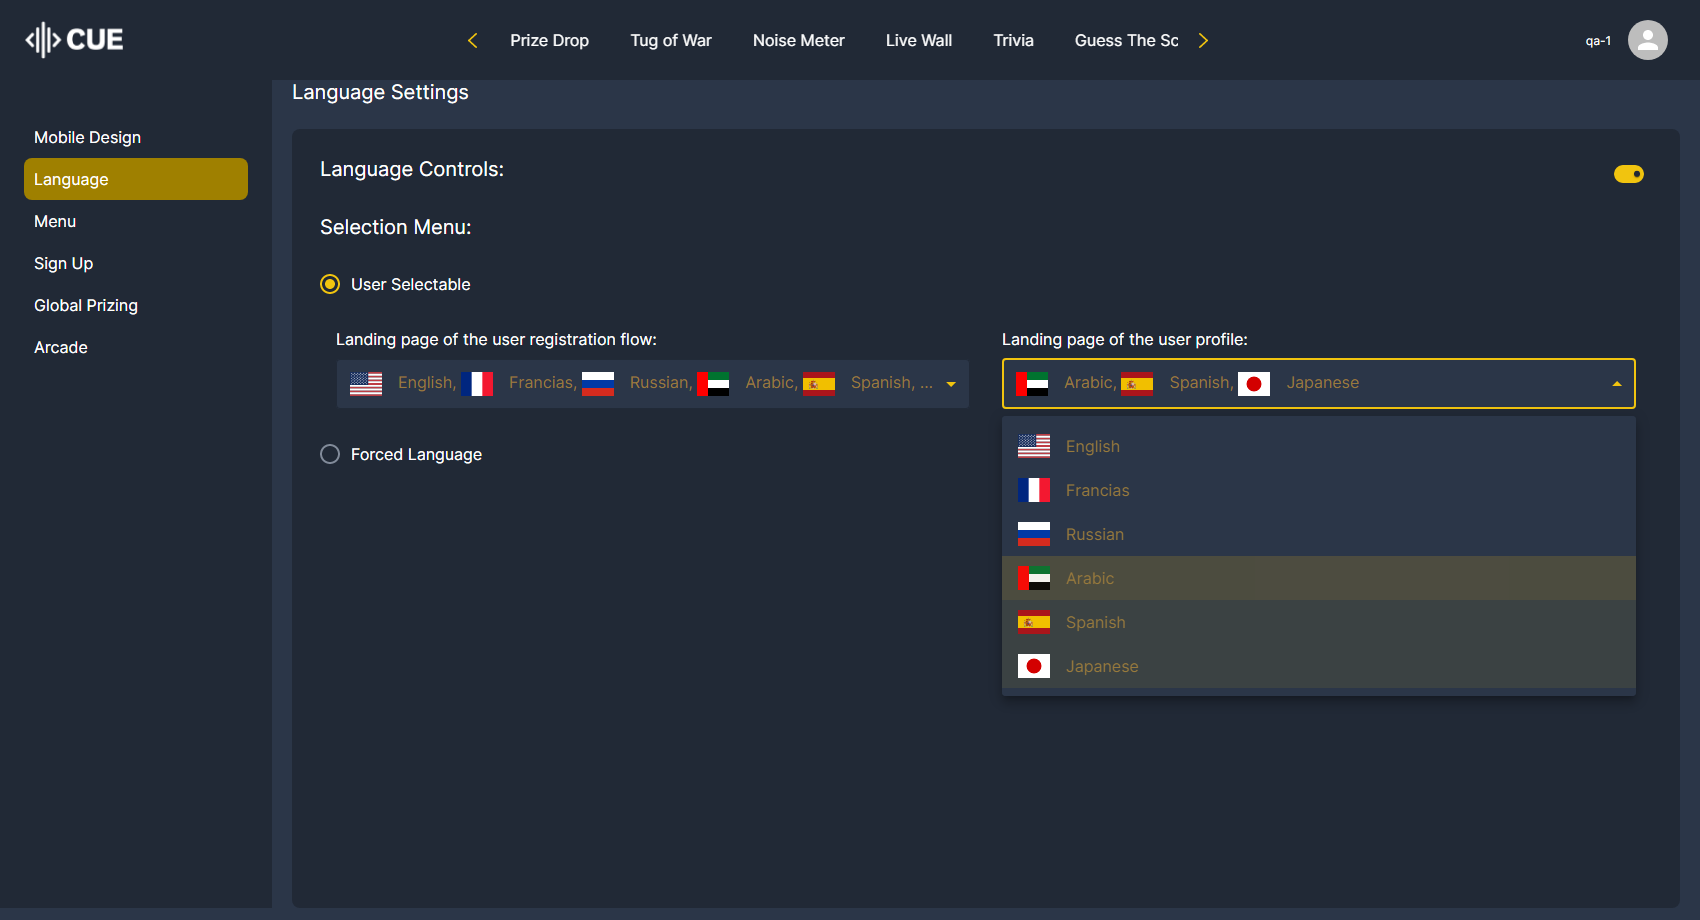 CUE
Prize Drop
Tug of War
Noise Meter
Live Wall
Trivia
Guess The Sc
qa-1
Mobile Design
Language
Menu
Sign Up
Global Prizing
Arcade
Language Settings
Language Controls:
Selection Menu:
User Selectable
Landing page of the user registration flow:
English, Francias, Russian, Arabic, Spanish, ...
Forced Language
Landing page of the user profile:
Arabic, Spanish, Japanese
English
Francias
Russian
Arabic
Spanish
Japanese